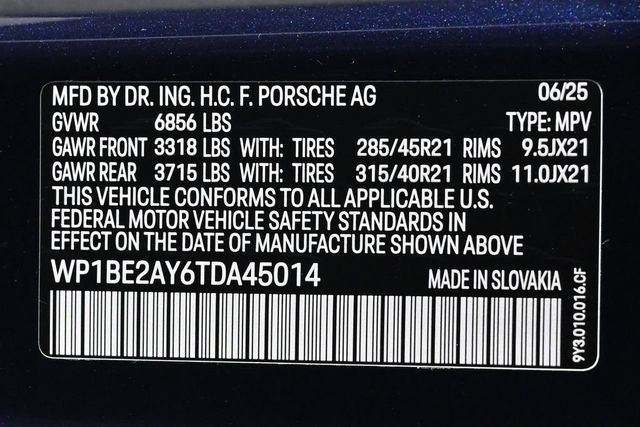 MFD BY DR. ING. H.C. F. PORSCHE AG 06/25
GVWR 6856 LBS TYPE: MPV
GAWR FRONT 3318 LBS WITH: TIRES 285/45R21 RIMS 9.5JX21
GAWR REAR 3715 LBS WITH: TIRES 315/40R21 RIMS 11.0JX21
THIS VEHICLE CONFORMS TO ALL APPLICABLE U.S.
FEDERAL MOTOR VEHICLE SAFETY STANDARDS IN
EFFECT ON THE DATE OF MANUFACTURE SHOWN ABOVE
WP1BE2AY6TDA45014 MADE IN SLOVAKIA
9Y3.010.016.CF